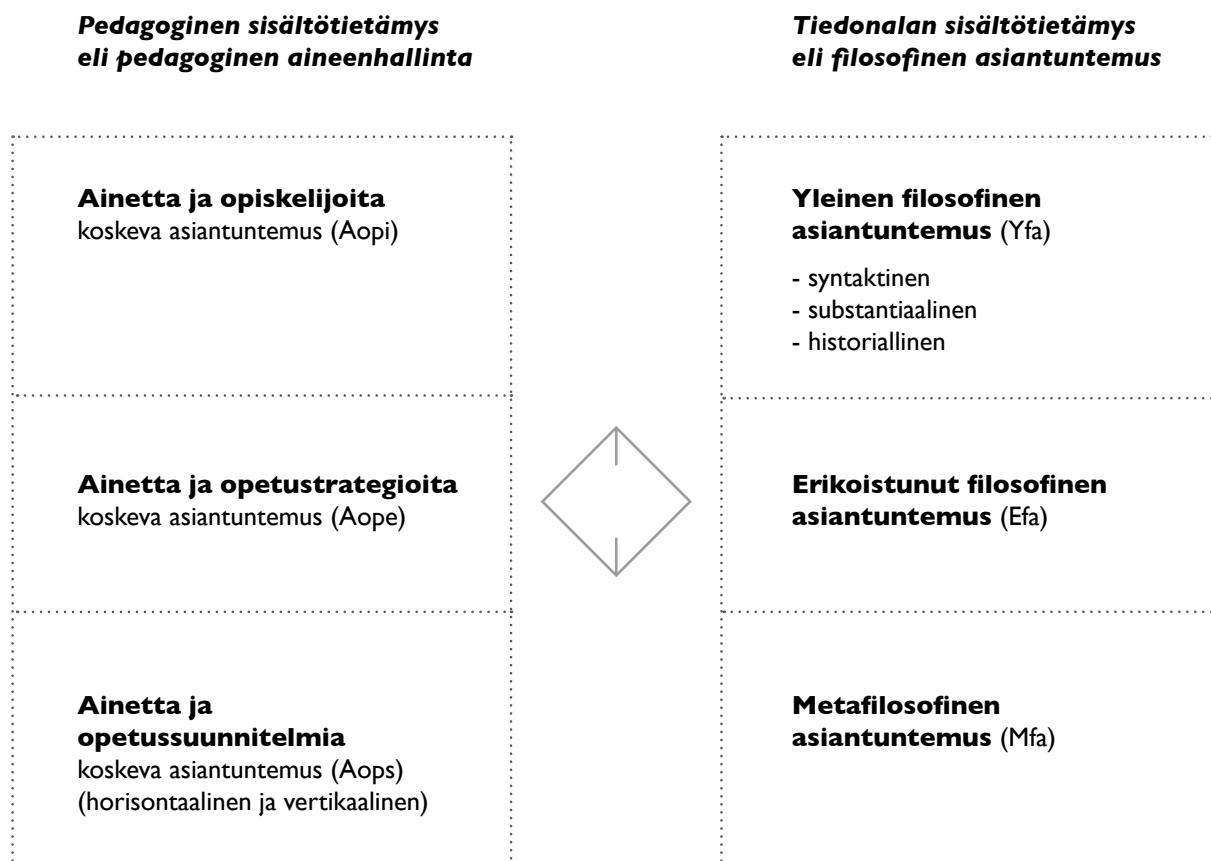 Pedagoginen sisältötietämys
eli pedagoginen aineenhallinta
Ainetta ja opiskelijoita
koskeva asiantuntemus (Aopi)
Ainetta ja opetustrategioita
koskeva asiantuntemus (Aope)
Ainetta ja
opetussuunnitelmia
koskeva asiantuntemus (Aops)
(horisontaalinen ja vertikaalinen)
Tiedonalan sisältötietämys
eli filosofinen asiantuntemus
Yleinen filosofinen
asiantuntemus (Yfa)
- syntaktinen
- substantiaalinen
- historiallinen
Erikoistunut filosofinen
asiantuntemus (Efa)
Metafilosofinen
asiantuntemus (Mfa)